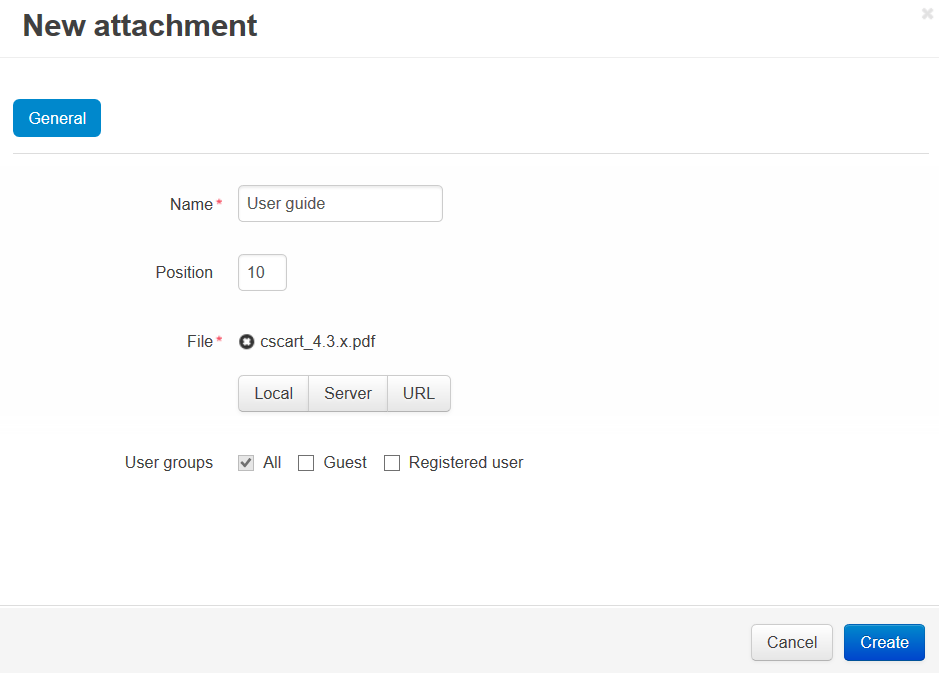 New attachment
General
Name*
User guide
Position
10
File*
cscart_4.3.x.pdf
Local Server URL
User groups All Guest Registered user
Cancel Create